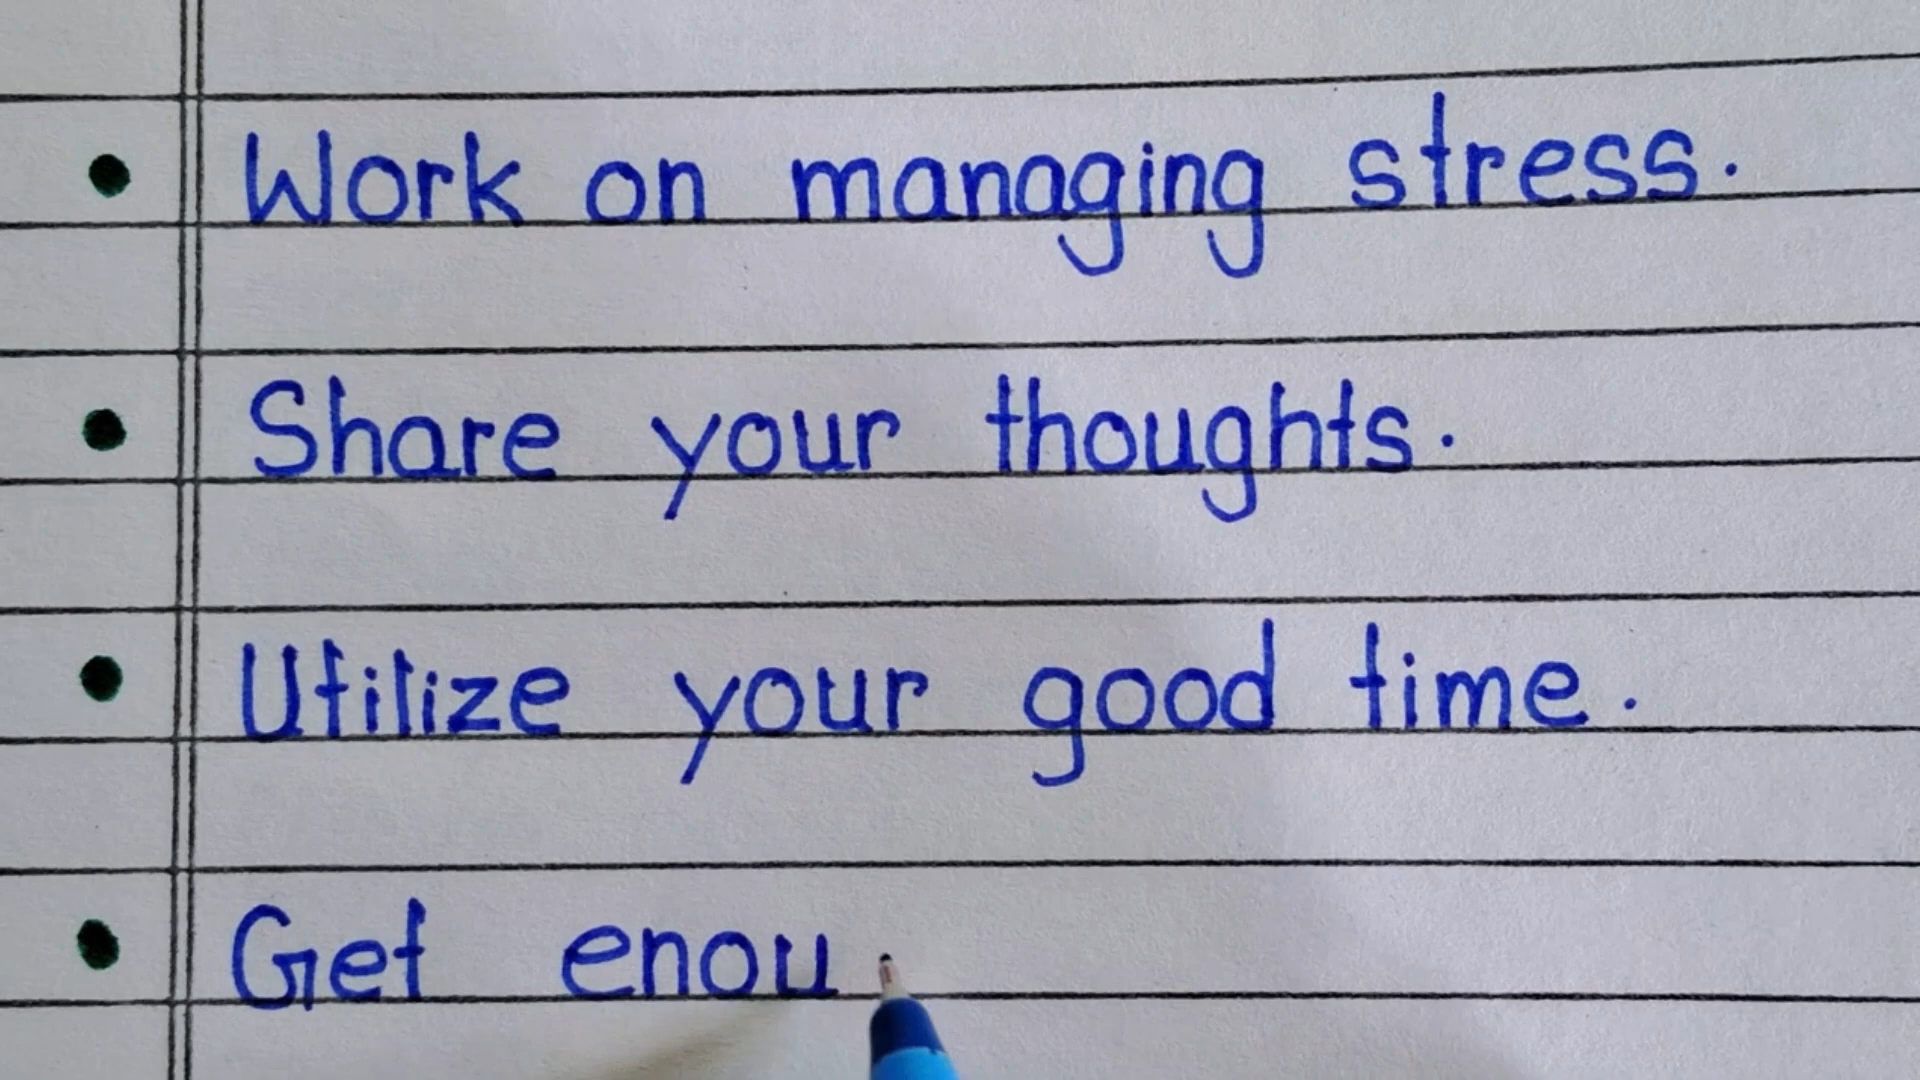 • Work on managing stress.
• Share your thoughts.
• Utilize your good time.
• Get enou